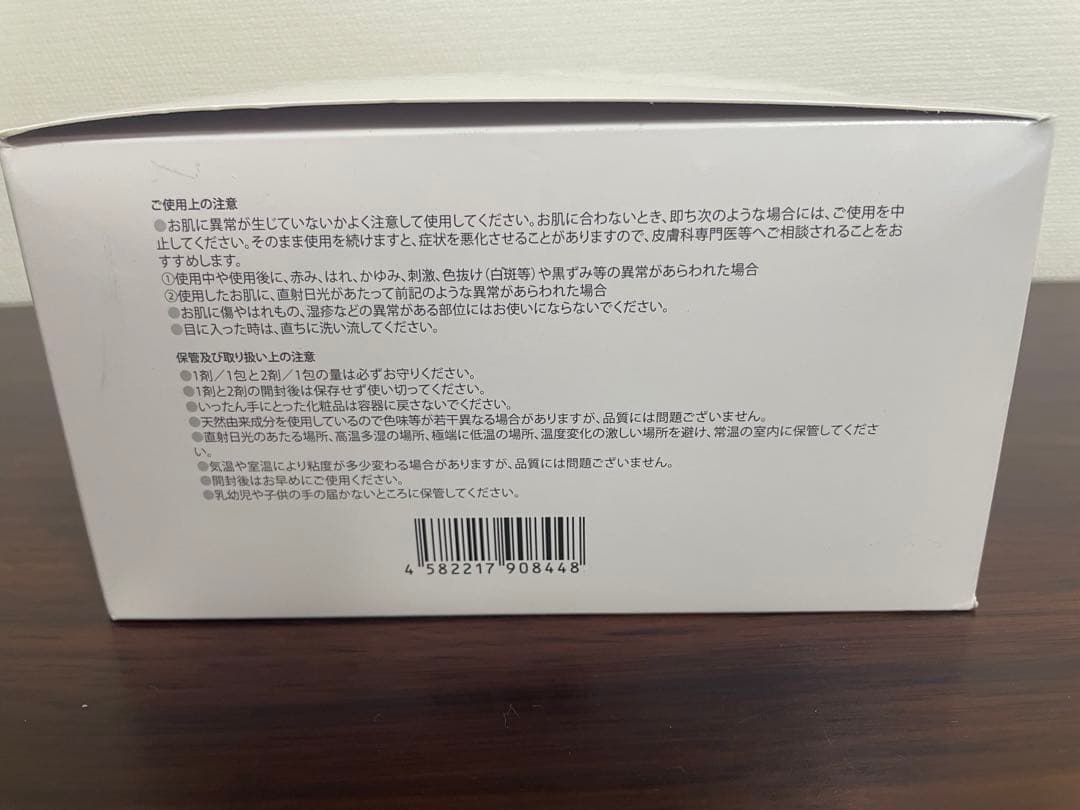 ご使用上の注意
●お肌に異常が生じていないかよく注意して使用してください。お肌に合わないとき、即ち次のような場合には、ご使用を中
止してください。そのまま使用を続けますと、症状を悪化させることがありますので、皮膚科専門医等へご相談されることをお
すすめします。
①使用中や使用後に、赤み、はれ、かゆみ、刺激、色抜け(白斑等)や黒ずみ等の異常があらわれた場合
②使用したお肌に、直射日光があたって前記のような異常があらわれた場合
●お肌に傷やはれもの、湿疹などの異常がある部位にはお使いにならないでください。
●目に入った時は、直ちに洗い流してください。
保管及び取り扱い上の注意
●1剤/1包と2剤/1包の量は必ずお守りください。
●1剤と2剤の開封後は保存せず使い切ってください。
●いったん手にとった化粧品は容器に戻さないでください。
●天然由来成分を使用しているので色味等が若干異なる場合がありますが、品質には問題ございません。
●直射日光のあたる場所、高温多湿の場所、極端に低温の場所、温度変化の激しい場所を避け、常温の室内に保管してくださ
い。
●気温や室温により粘度が多少変わる場合がありますが、品質には問題ございません。
●開封後はお早めにご使用ください。
●乳幼児や子供の手の届かないところに保管してください。
4 582217 908448